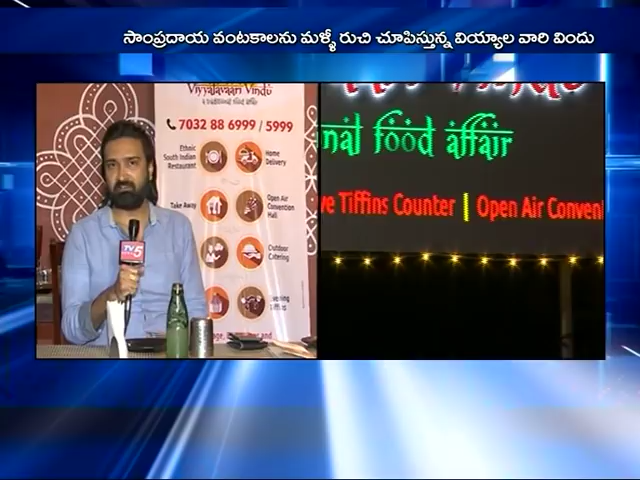 సాంప్రదాయ వంటకాలను మళ్ళీ రుచి చూపిస్తున్న వియ్యాల వారి విందు
Viyyalavaari Vindu
7032 88 6999 / 5999
Ethnic
South Indian
Restaurant
Home
Delivery
Take Away
Open Air
Convention
Hall
Outdoor
Catering
Tiffins
TV5
nal food affair
ve Tiffins Counter | Open Air Convent